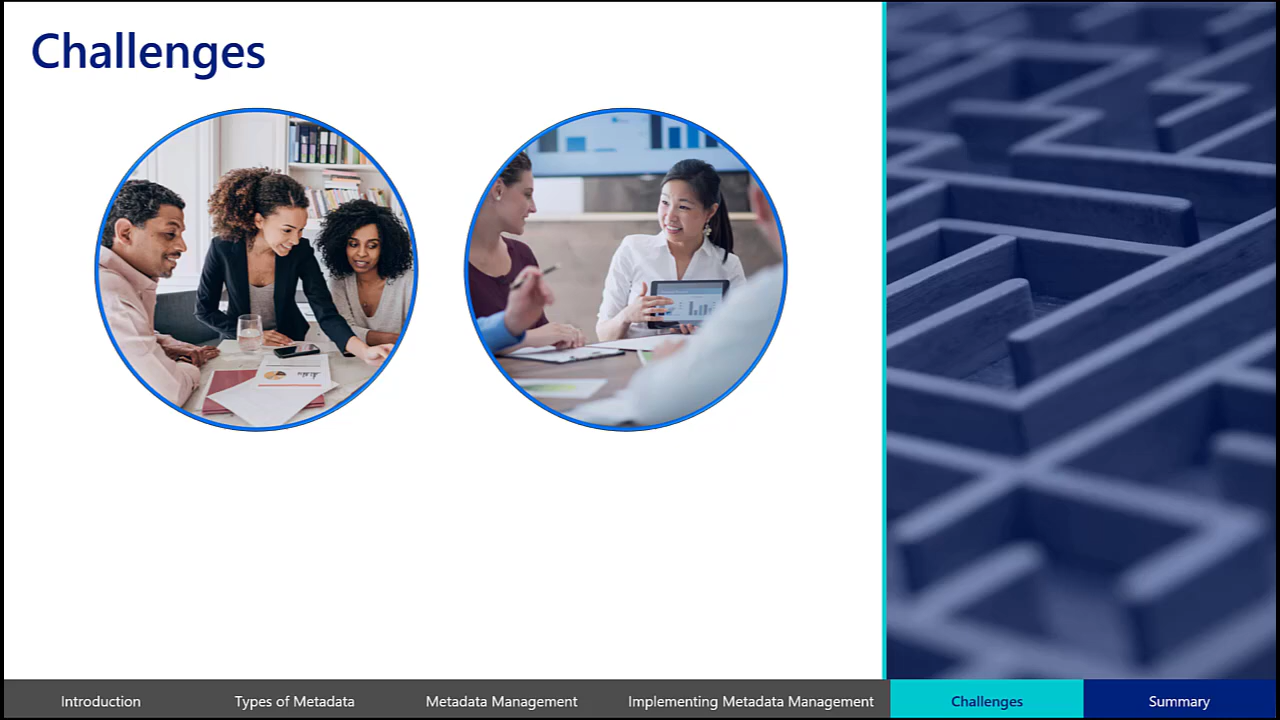 Challenges
Introduction
Types of Metadata
Metadata Management
Implementing Metadata Management
Challenges
Summary